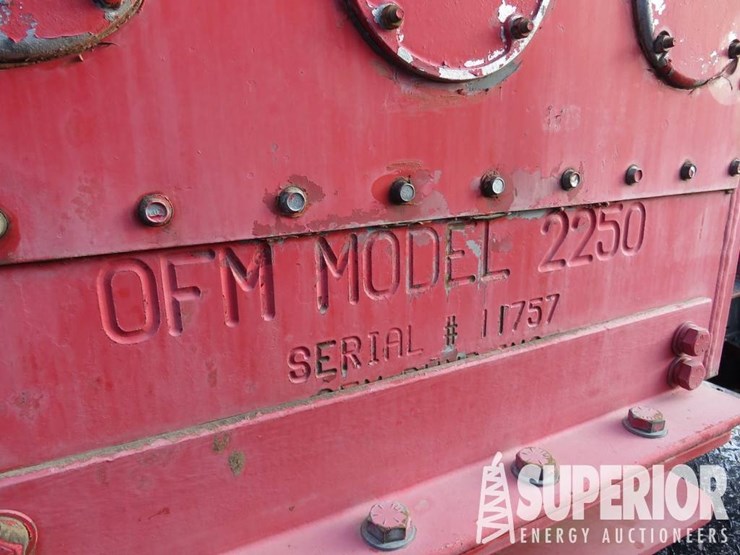 OFM MODEL 2250
SERIAL # 11757
SUPERIOR
ENERGY AUCTIONEERS